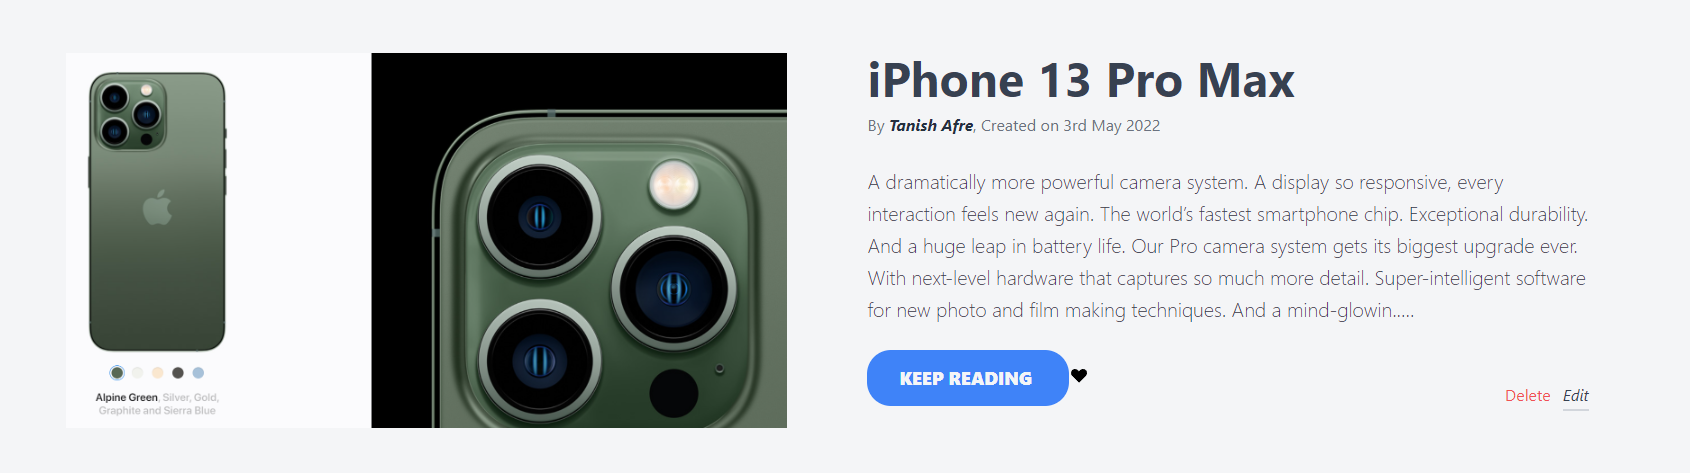 iPhone 13 Pro Max
By Tanish Afre, Created on 3rd May 2022
A dramatically more powerful camera system. A display so responsive, every
interaction feels new again. The world’s fastest smartphone chip. Exceptional durability.
And a huge leap in battery life. Our Pro camera system gets its biggest upgrade ever.
With next-level hardware that captures so much more detail. Super-intelligent software
for new photo and film making techniques. And a mind-glowin.....
KEEP READING
Delete Edit
Alpine Green, Silver, Gold,
Graphite and Sierra Blue